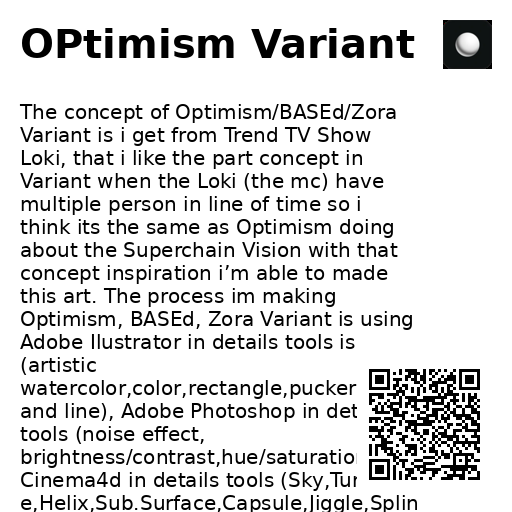 OPtimism Variant
The concept of Optimism/BASEd/Zora
Variant is i get from Trend TV Show
Loki, that i like the part concept in
Variant when the Loki (the mc) have
multiple person in line of time so i
think its the same as Optimism doing
about the Superchain Vision with that
concept inspiration i’m able to made
this art. The process im making
Optimism, BASEd, Zora Variant is using
Adobe Ilustrator in details tools is
(artistic
watercolor,color,rectangle,pucker
and line), Adobe Photoshop in det
tools (noise effect,
brightness/contrast,hue/saturatio
Cinema4d in details tools (Sky,Tur
e,Helix,Sub.Surface,Capsule,Jiggle,Splin